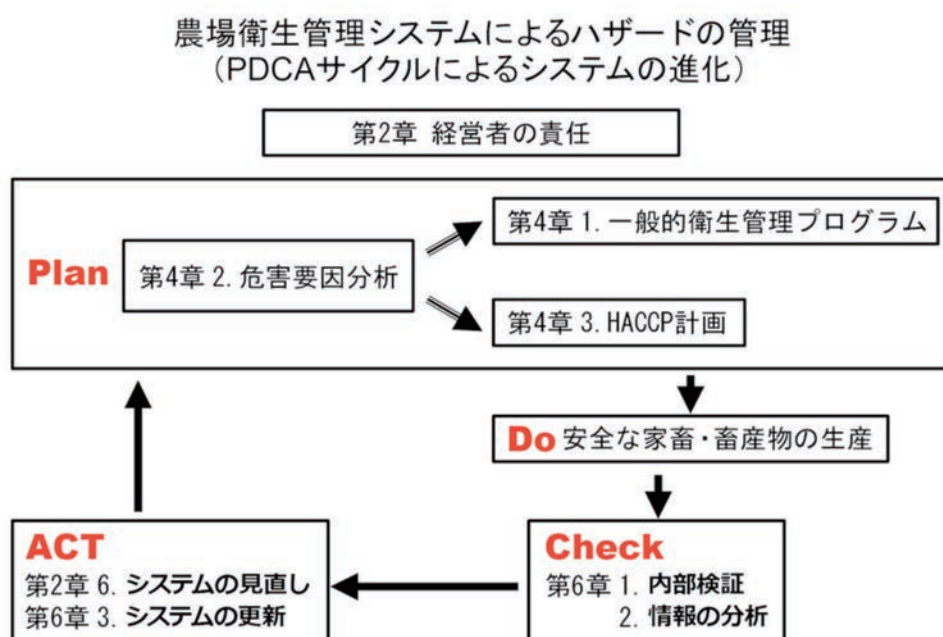 農場衛生管理システムによるハザードの管理
（PDCAサイクルによるシステムの進化）
第2章 経営者の責任
Plan
第4章 2. 危害要因分析
第4章 1. 一般的衛生管理プログラム
第4章 3. HACCP計画
Do 安全な家畜・畜産物の生産
ACT
第2章 6. システムの見直し
第6章 3. システムの更新
Check
第6章 1. 内部検証
2. 情報の分析